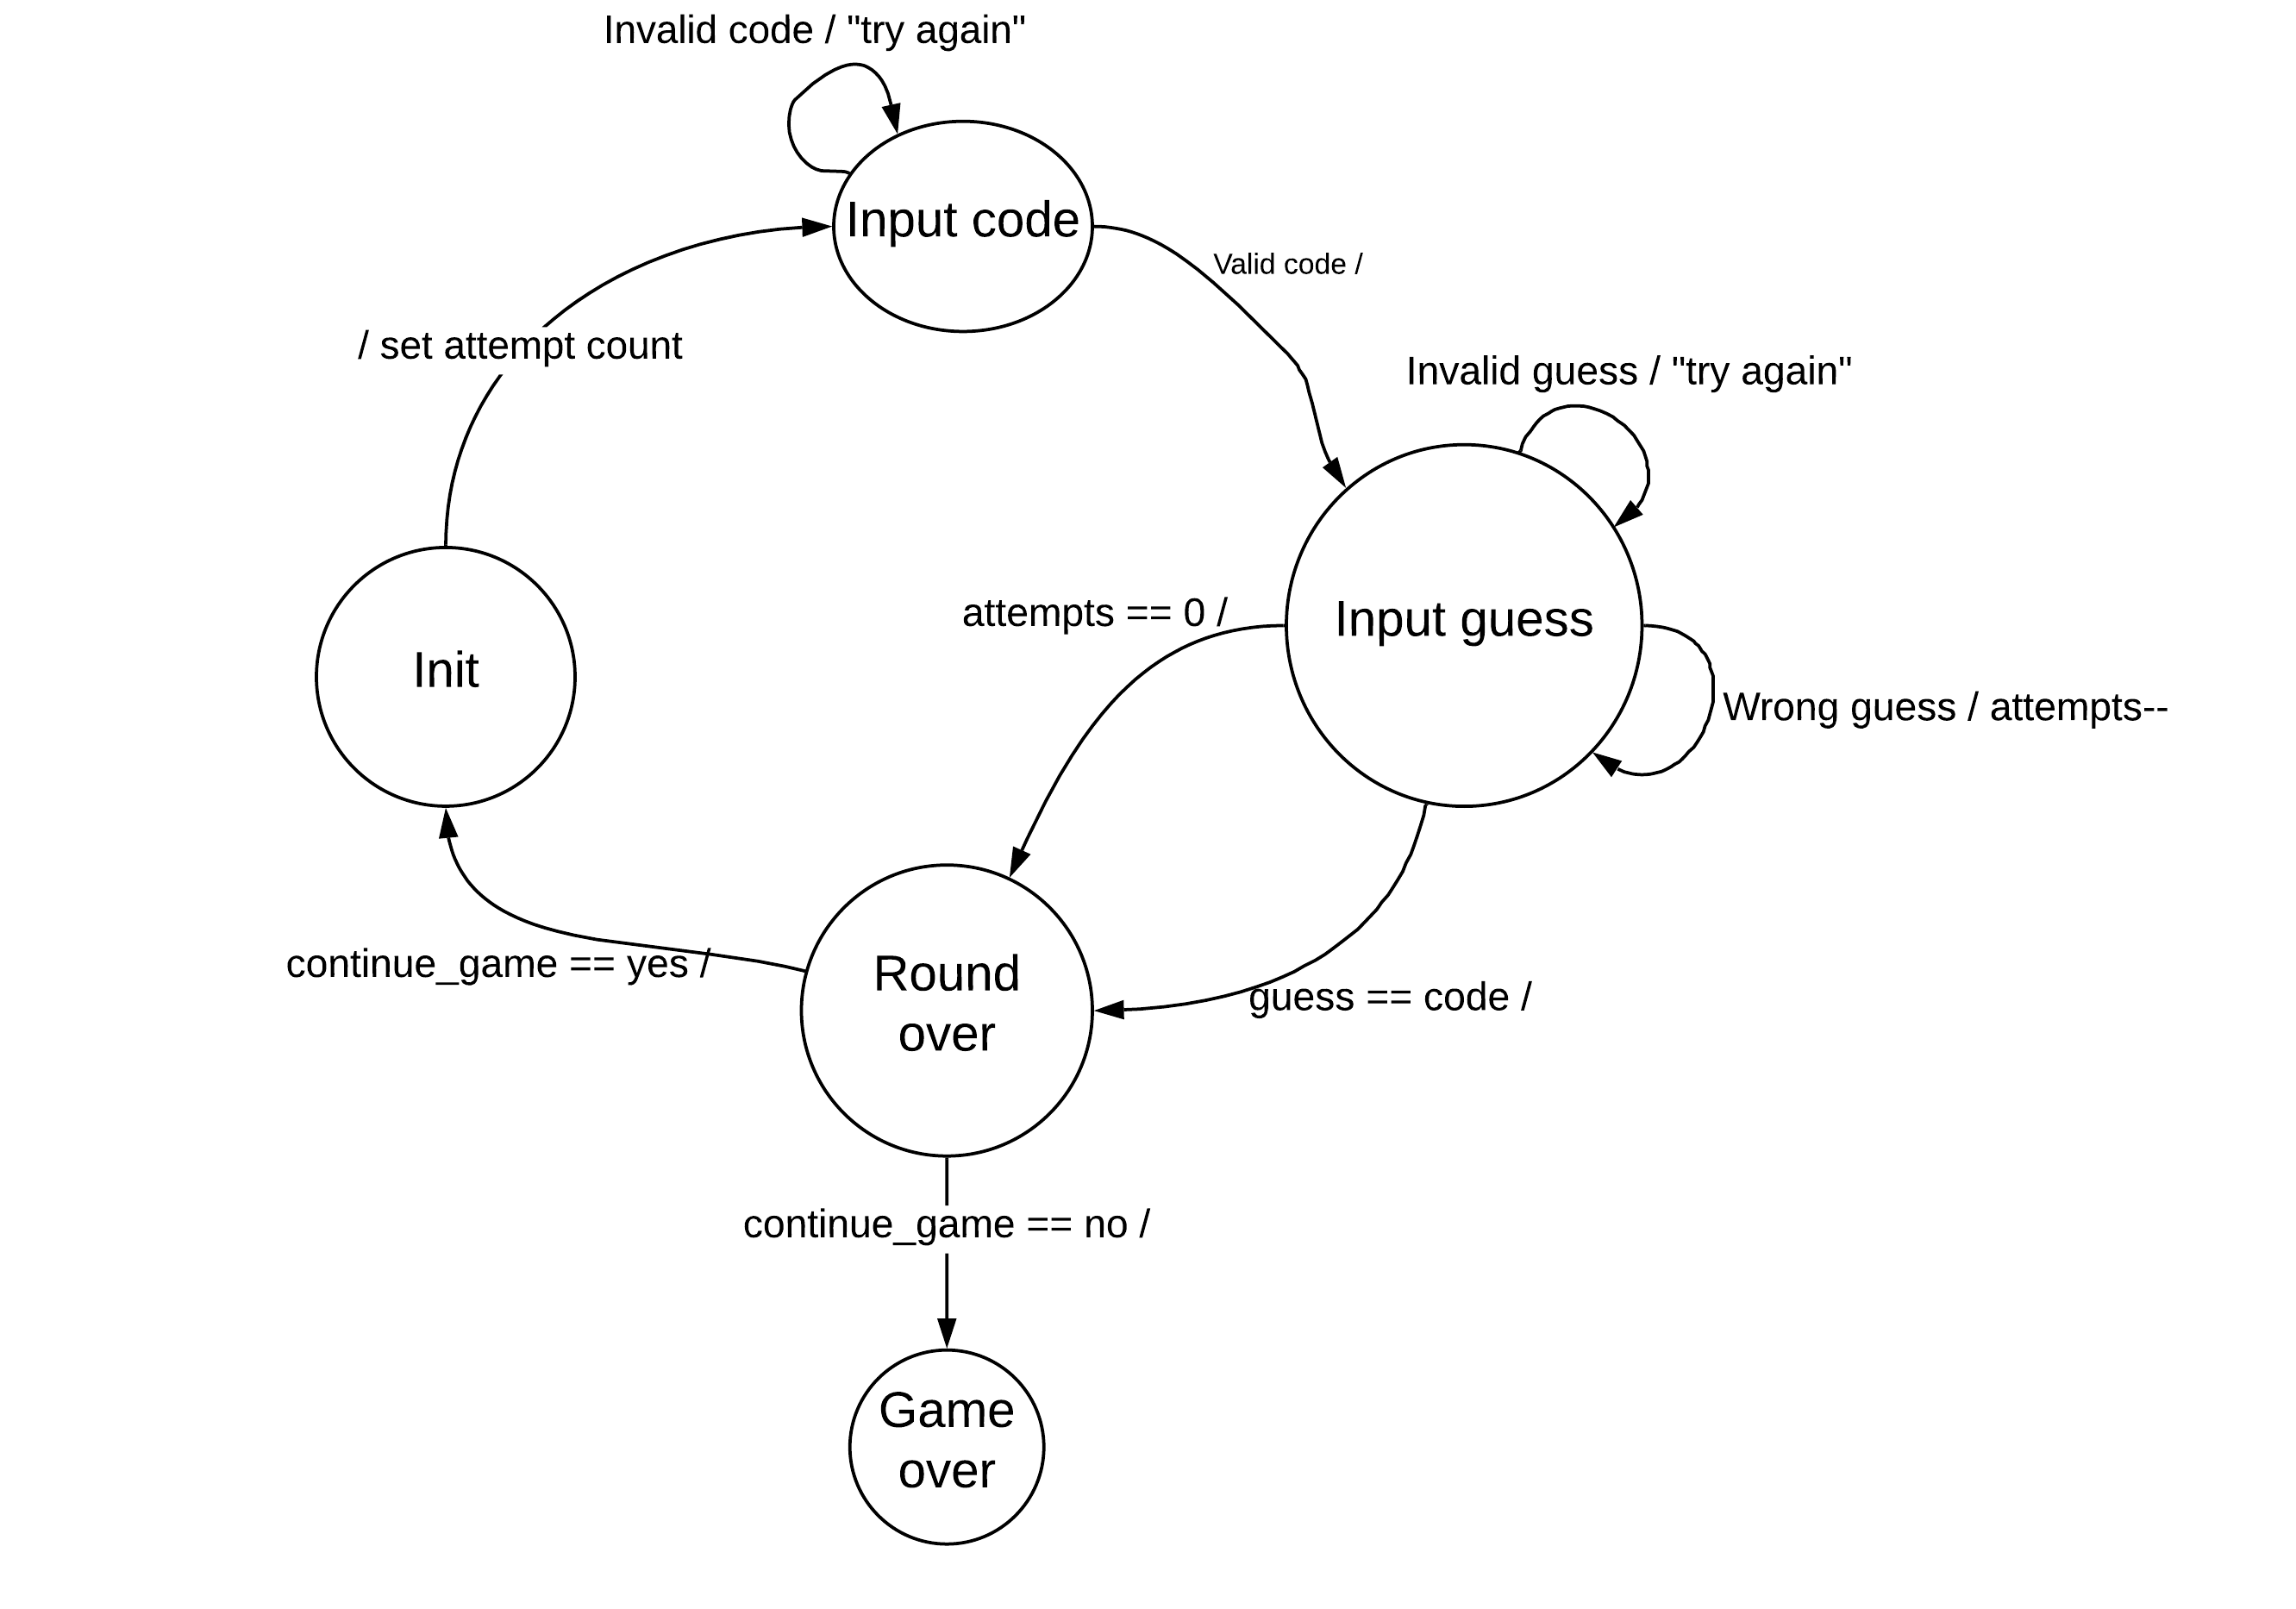 Invalid code / "try again"
Input code
Valid code /
/ set attempt count
Invalid guess / "try again"
attempts == 0 /
Input guess
Init
Wrong guess / attempts--
continue_game == yes /
Round
over
guess == code /
continue_game == no /
Game
over